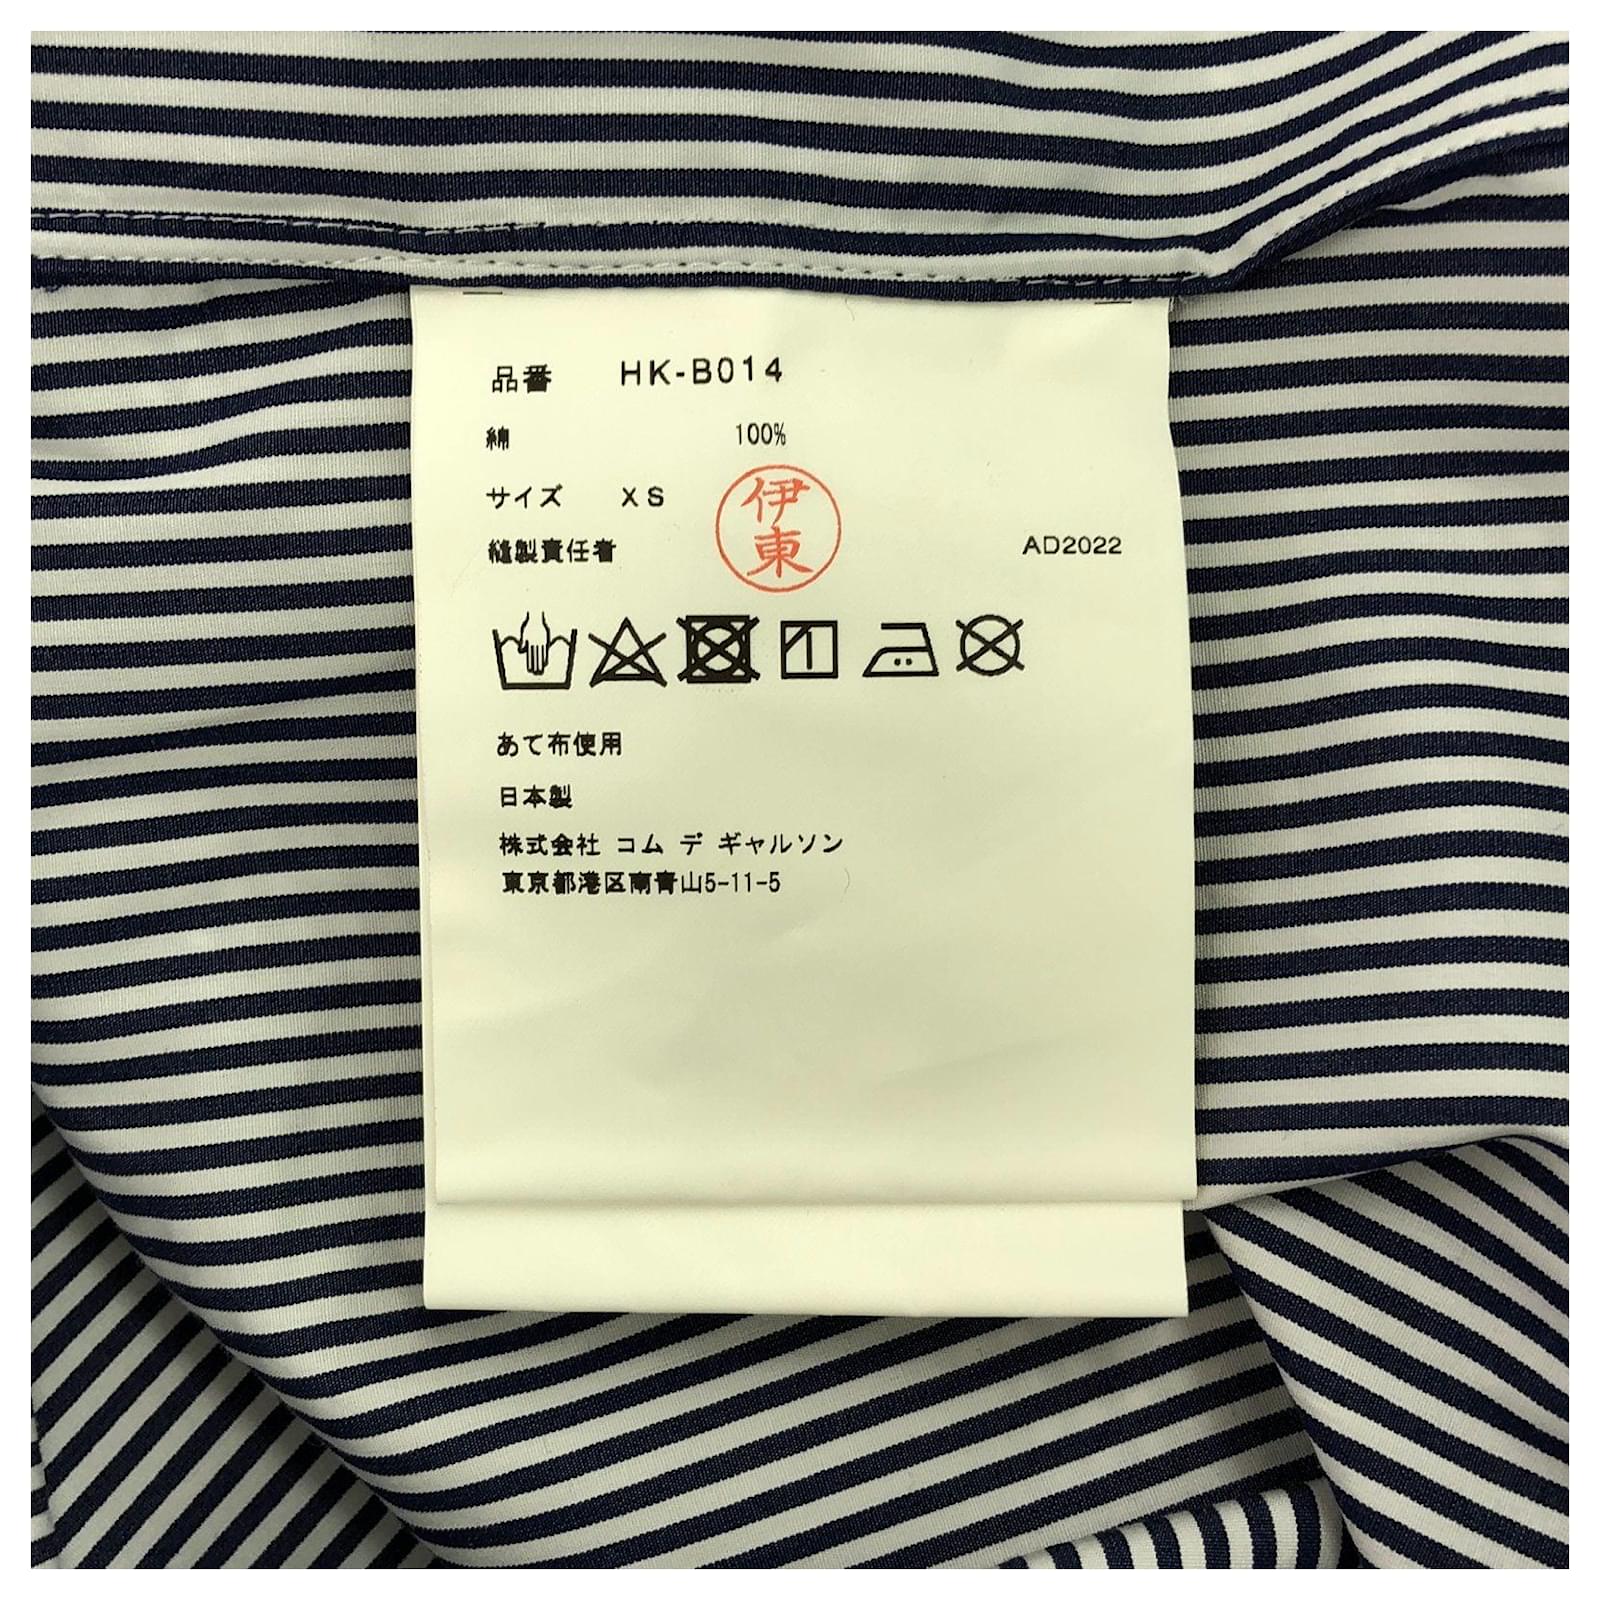 品番 HK-B014
綿 100%
サイズ XS
伊東
縫製責任者 AD2022
あて布使用
日本製
株式会社 コム デ ギャルソン
東京都港区南青山5-11-5